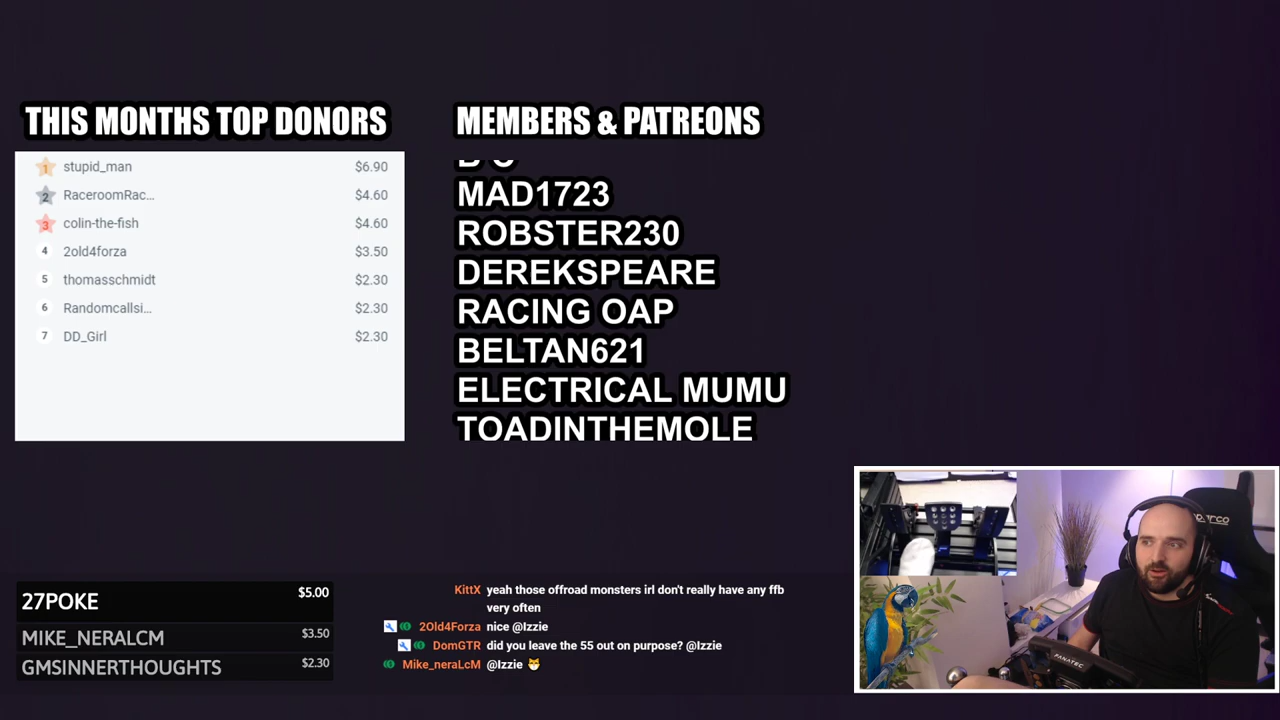 THIS MONTHS TOP DONORS
1 stupid_man $6.90
2 RaceroomRac... $4.60
3 colin-the-fish $4.60
4 2old4forza $3.50
5 thomasschmidt $2.30
6 Randomcallsi... $2.30
7 DD_Girl $2.30
MEMBERS & PATREONS
MAD1723
ROBSTER230
DEREKSPEARE
RACING OAP
BELTAN621
ELECTRICAL MUMU
TOADINTHEMOLE
27POKE $5.00
MIKE_NERALCM $3.50
GMSINNERTHOUGHTS $2.30
KittX yeah those offroad monsters irl don't really have any ffb
very often
2Old4Forza nice @Izzie
DomGTR did you leave the 55 out on purpose? @Izzie
Mike_neraLcM @Izzie
FANATEC